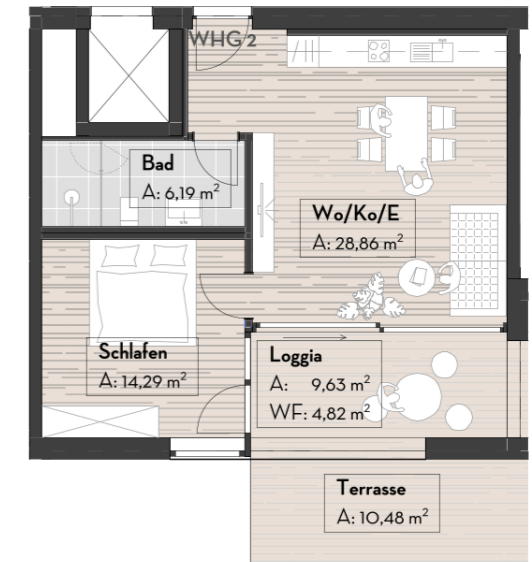 WHG 2
Bad
A: 6,19 m²
Wo/Ko/E
A: 28,86 m²
Schlafen
A: 14,29 m²
Loggia
A: 9,63 m²
WF: 4,82 m²
Terrasse
A: 10,48 m²